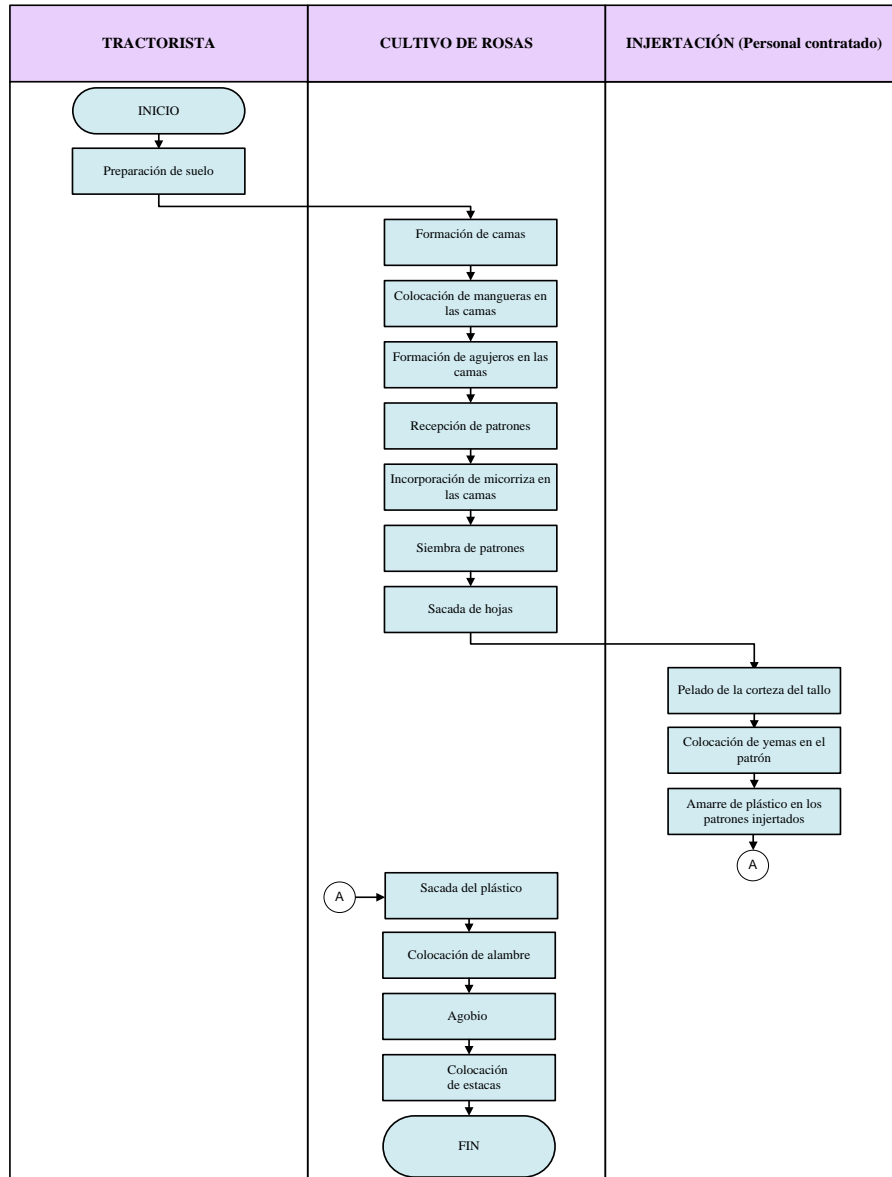 TRACTORISTA
CULTIVO DE ROSAS
INJERTACIÓN (Personal contratado)
INICIO
Preparación de suelo
Formación de camas
Colocación de mangueras en
las camas
Formación de agujeros en las
camas
Recepción de patrones
Incorporación de micorriza en
las camas
Siembra de patrones
Sacada de hojas
Pelado de la corteza del tallo
Colocación de yemas en el
patrón
Amarre de plástico en los
patrones injertados
A
A
Sacada del plástico
Colocación de alambre
Agobio
Colocación
de estacas
FIN